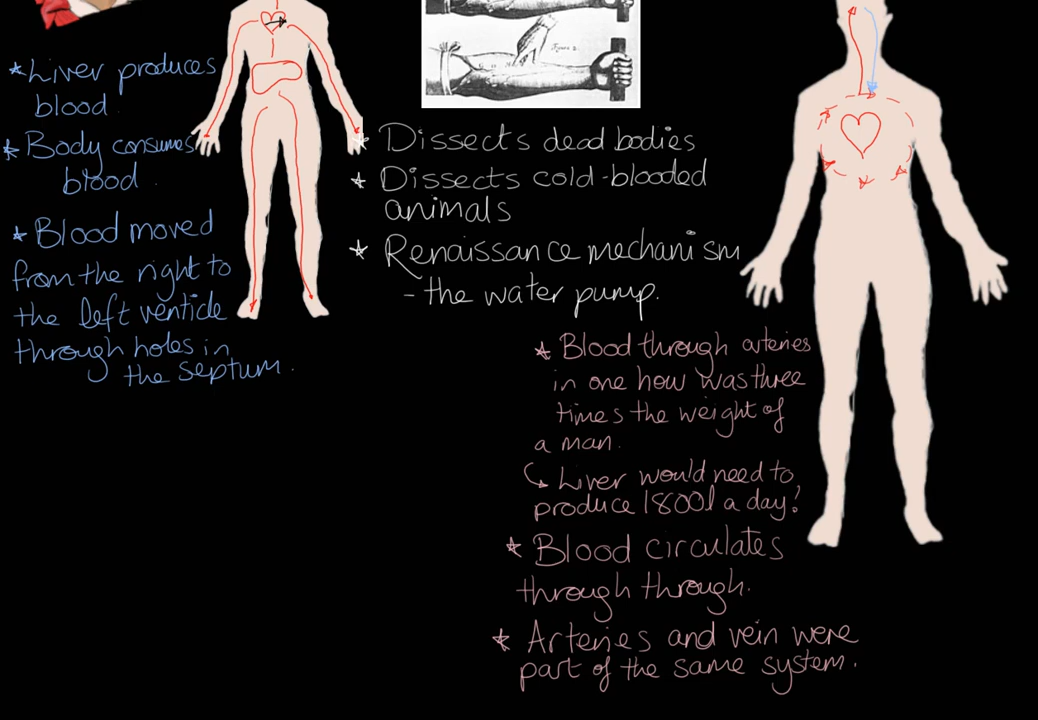 * Liver produces
blood.
* Body consumes
blood.
* Blood moved
from the right to
the left venticle
through holes in
the septum.
Figura 2.
* Dissects dead bodies
* Dissects cold-blooded
animals
* Renaissance mechanism
- the water pump.
* Blood through arteries
in one how was three
times the weight of
a man.
↳ Liver would need to
produce 1800l a day!
* Blood circulates
through through.
* Arteries and vein were
part of the same system.